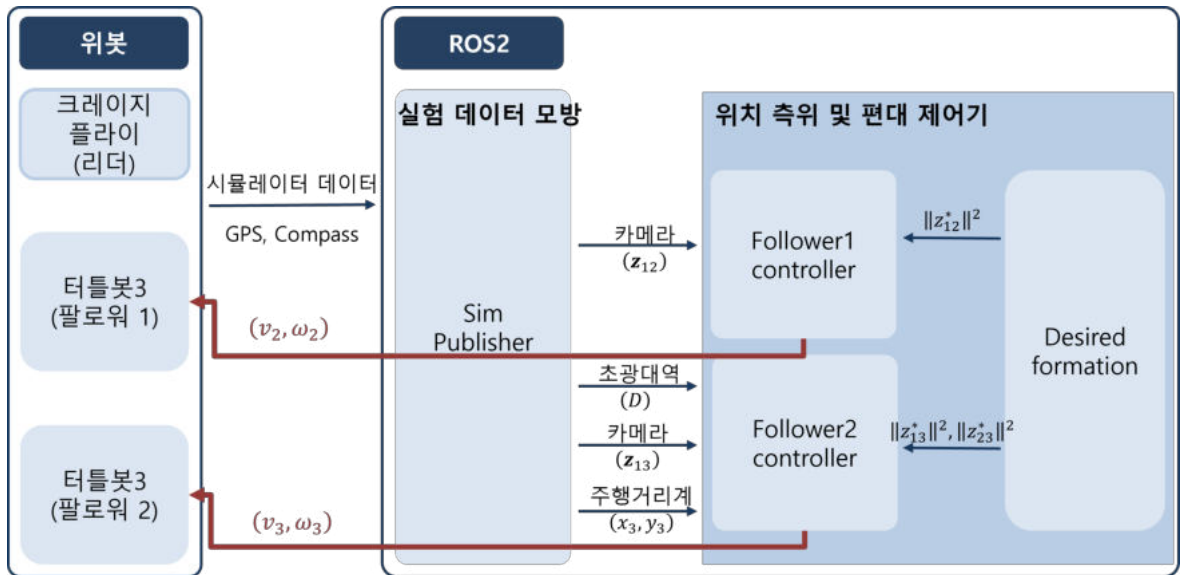 위봇
크레이지
플라이
(리더)
터틀봇3
(팔로워 1)
터틀봇3
(팔로워 2)
시뮬레이터 데이터
GPS, Compass
(v₂, ω₂)
(v₃, ω₃)
ROS2
실험 데이터 모방
Sim
Publisher
카메라
(z₁₂)
초광대역
(D)
카메라
(z₁₃)
주행거리계
(x₃, y₃)
위치 측위 및 편대 제어기
Follower1
controller
Follower2
controller
‖z*₁₂‖²
‖z*₁₃‖², ‖z*₂₃‖²
Desired
formation